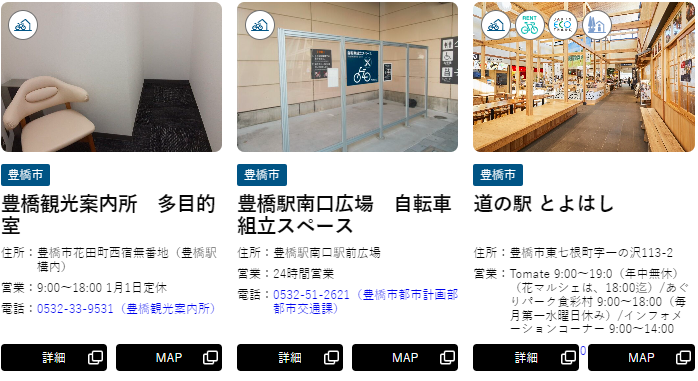 豊橋市
豊橋観光案内所　多目的
室
住所：豊橋市花田町西宿無番地（豊橋駅
構内）
営業：9:00～18:00 1月1日定休
電話：0532-33-9531（豊橋観光案内所）
詳細
MAP
自転車組立スペース
豊橋市
豊橋駅南口広場　自転車
組立スペース
住所：豊橋駅南口駅前広場
営業：24時間営業
電話：0532-51-2621（豊橋市都市計画部
都市交通課）
詳細
MAP
RENT
豊橋市
道の駅 とよはし
住所：豊橋市東七根町字一の沢113-2
営業：Tomate 9:00～19:0（年中無休）
（花マルシェは、18:00迄）/あぐ
りパーク食彩村 9:00～18:00（毎
月第一水曜日休み）/インフォメ
ーションコーナー 9:00～14:00
詳細
MAP